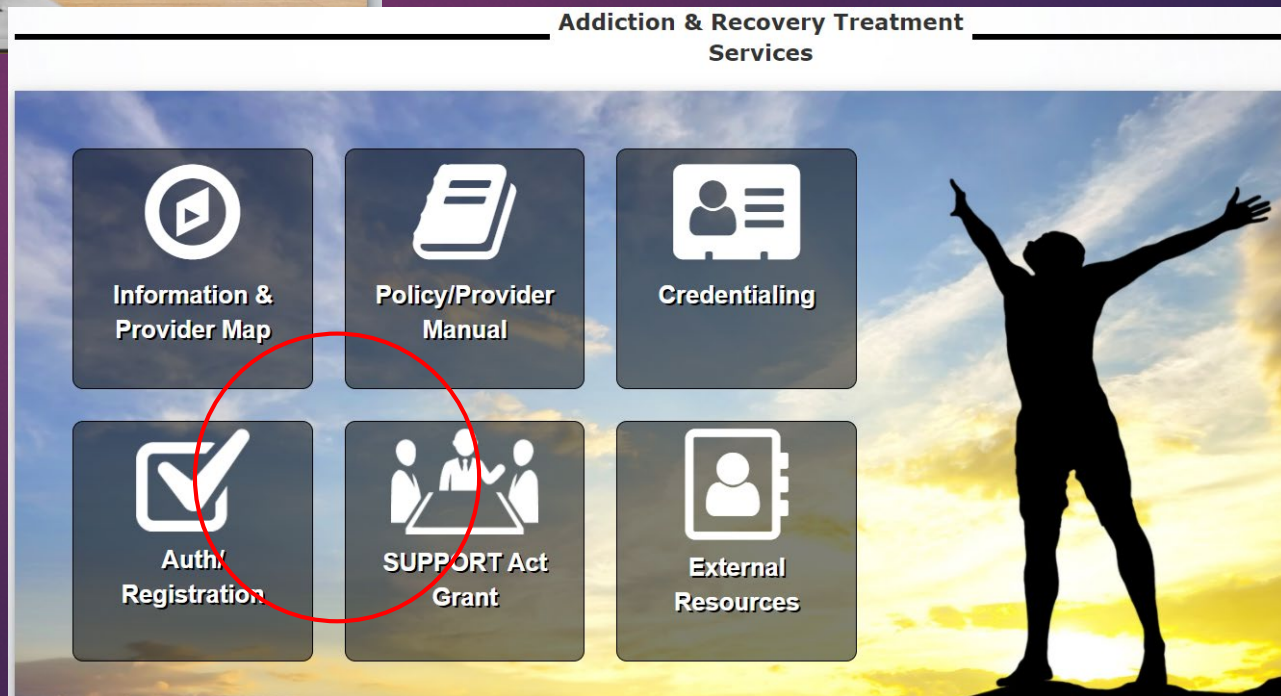 Addiction & Recovery Treatment
Services
Information &
Provider Map
Policy/Provider
Manual
Credentialing
Auth/
Registration
SUPPORT Act
Grant
External
Resources